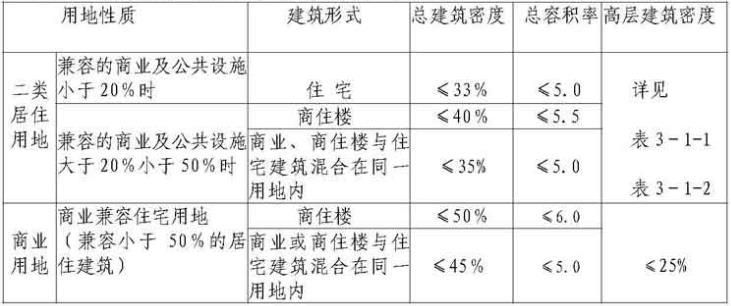 用地性质 建筑形式 总建筑密度 总容积率 高层建筑密度
二类居住用地
兼容的商业及公共设施
小于20%时
住宅 ≤33% ≤5.0
详见
表3-1-1
表3-1-2
兼容的商业及公共设施
大于20%小于50%时
商住楼 ≤40% ≤5.5
商业、商住楼与住
宅建筑混合在同一
用地内
≤35% ≤5.0
商业
用地
商业兼容住宅用地
（兼容小于 50%的居
住建筑）
商住楼 ≤50% ≤6.0
商业或商住楼与住
宅建筑混合在同一
用地内
≤45% ≤5.0 ≤25%